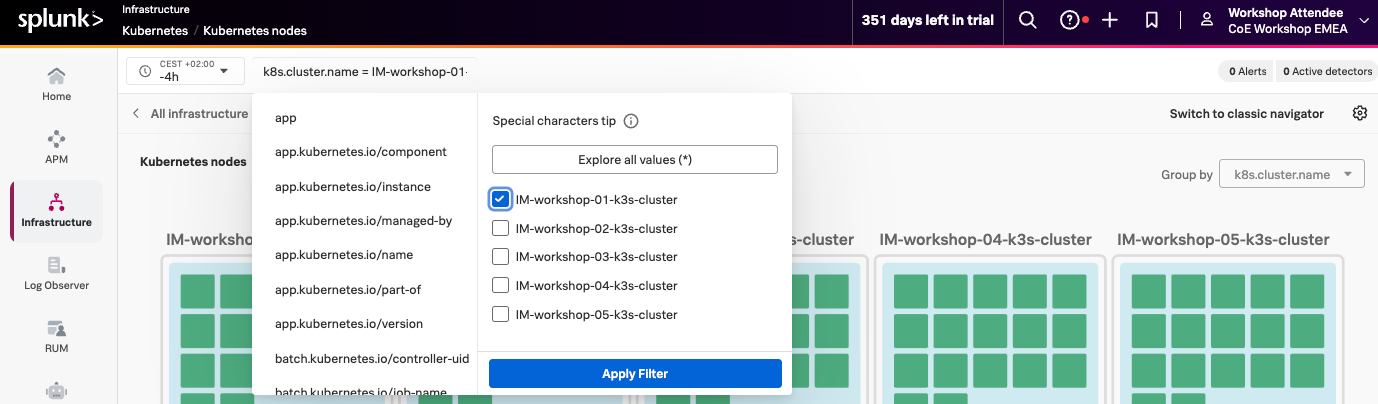 splunk>
Infrastructure
Kubernetes / Kubernetes nodes
351 days left in trial
Workshop Attendee
CoE Workshop EMEA
Home
APM
Infrastructure
Log Observer
RUM
CEST +02:00
-4h
k8s.cluster.name = IM-workshop-01-
0 Alerts
0 Active detectors
All infrastructure
Switch to classic navigator
Kubernetes nodes
Group by
k8s.cluster.name
app
app.kubernetes.io/component
app.kubernetes.io/instance
app.kubernetes.io/managed-by
app.kubernetes.io/name
app.kubernetes.io/part-of
app.kubernetes.io/version
batch.kubernetes.io/controller-uid
batch.kubernetes.io/job-name
Special characters tip
Explore all values (*)
IM-workshop-01-k3s-cluster
IM-workshop-02-k3s-cluster
IM-workshop-03-k3s-cluster
IM-workshop-04-k3s-cluster
IM-workshop-05-k3s-cluster
Apply Filter
IM-worksho
s-cluster
IM-workshop-04-k3s-cluster
IM-workshop-05-k3s-cluster